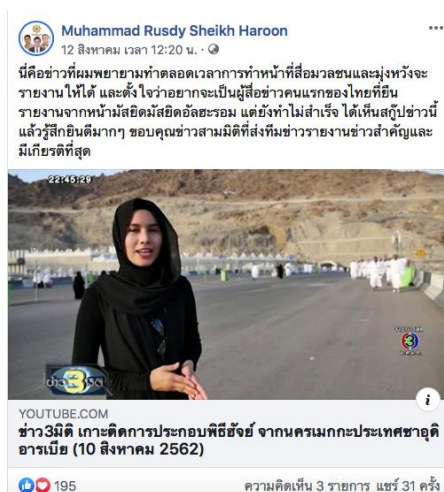 Muhammad Rusdy Sheikh Haroon
12 สิงหาคม เวลา 12:20 น. ·
นี่คือข่าวที่ผมพยายามทำตลอดเวลาการทำหน้าที่สื่อมวลชนและมุ่งหวังจะ
รายงานให้ได้ และตั้งใจว่าอยากจะเป็นผู้สื่อข่าวคนแรกของไทยที่ยืน
รายงานจากหน้ามัสยิดมัสยิดอัลฮะรอม แต่ยังทำไม่สำเร็จ ได้เห็นสกู๊ปข่าวนี้
แล้วรู้สึกยินดีมากๆ ขอบคุณข่าวสามมิติที่ส่งทีมข่าวรายงานข่าวสำคัญและ
มีเกียรติที่สุด
22:45:29
ข่าว3มิติ
YOUTUBE.COM
ข่าว3มิติ เกาะติดการประกอบพิธีฮัจย์ จากนครเมกกะประเทศซาอุดิ
อารเบีย (10 สิงหาคม 2562)
195
ความคิดเห็น 3 รายการ แชร์ 31 ครั้ง